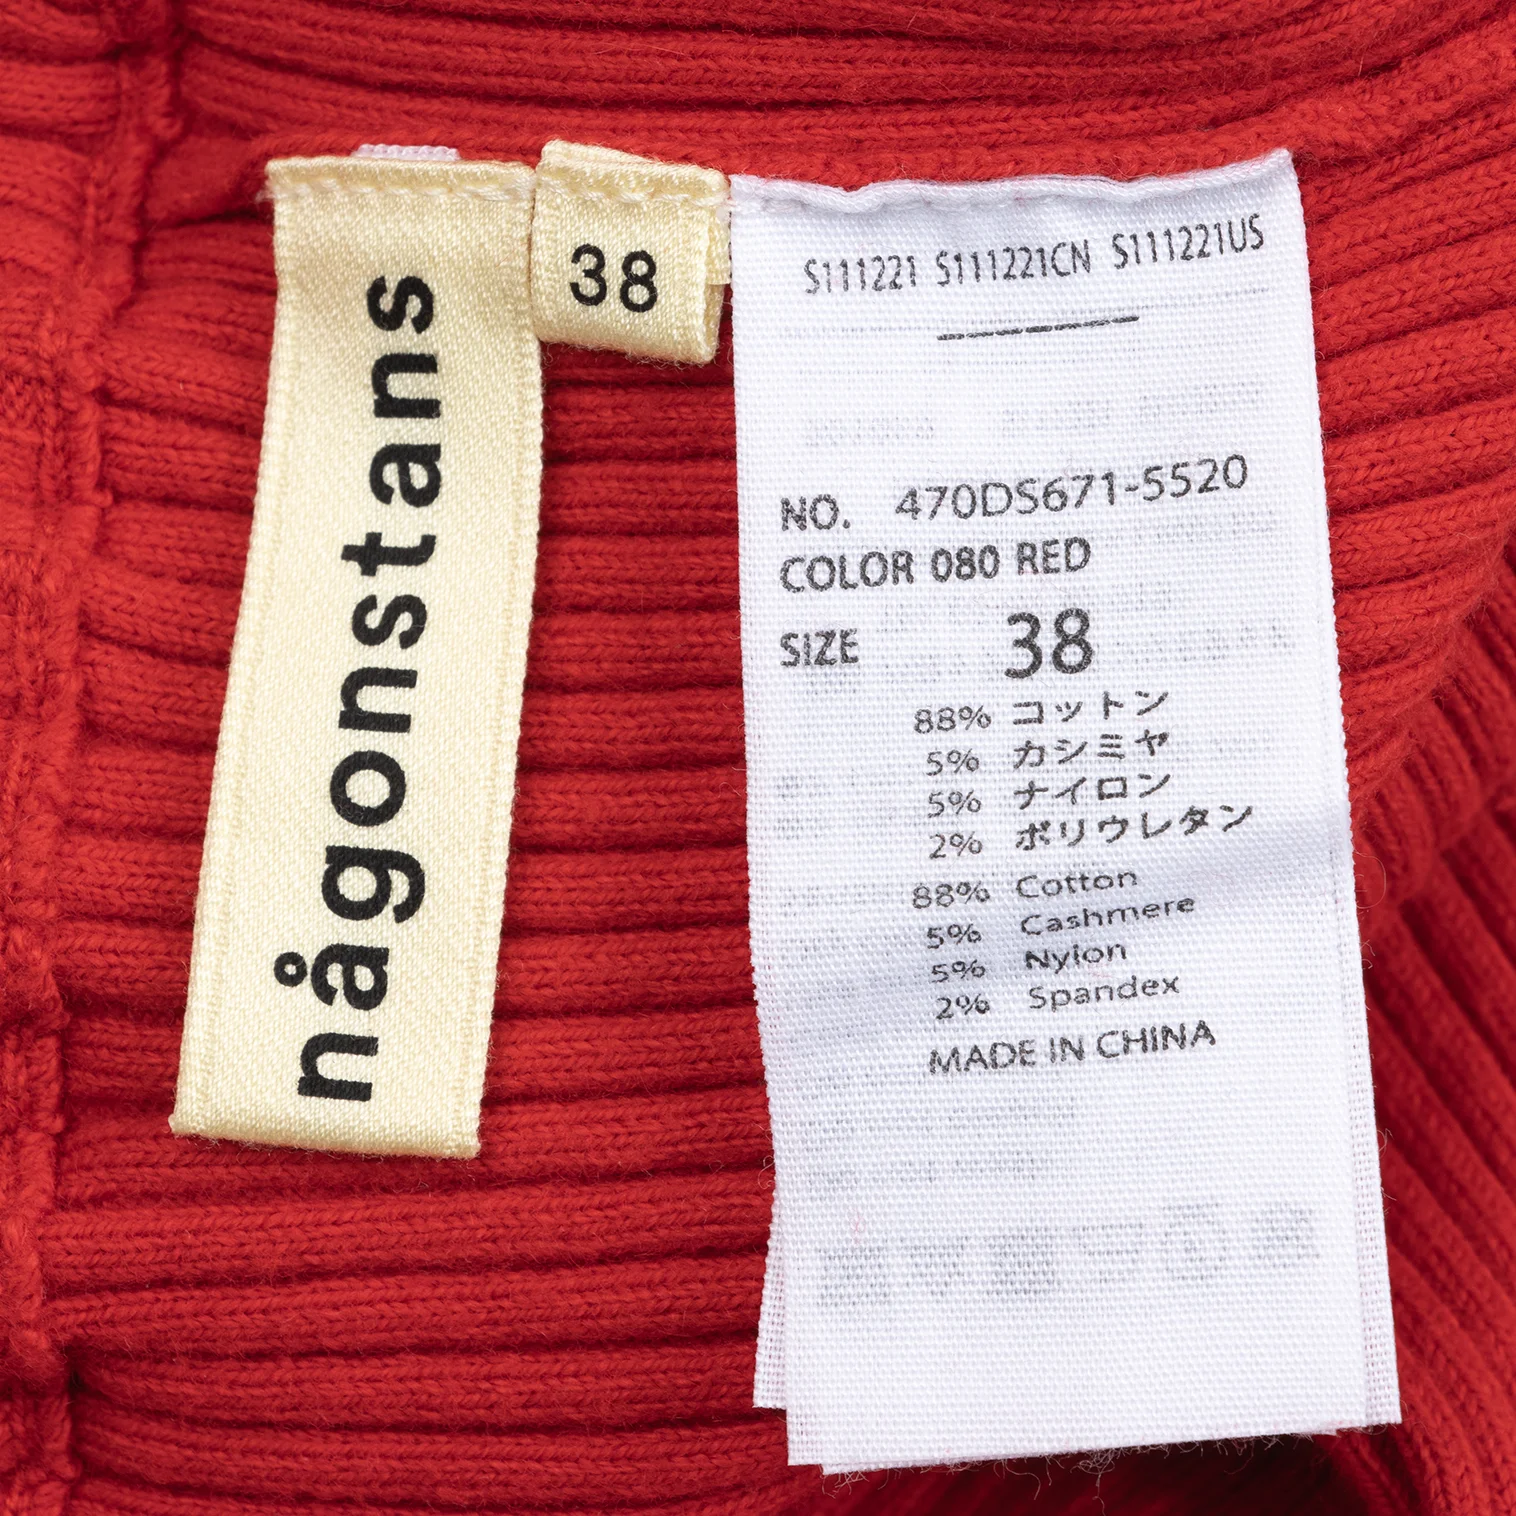 någonstans
38
S111221 S111221CN S111221US
NO. 470DS671-5520
COLOR 080 RED
SIZE 38
88% コットン
5% カシミヤ
5% ナイロン
2% ポリウレタン
88% Cotton
5% Cashmere
5% Nylon
2% Spandex
MADE IN CHINA